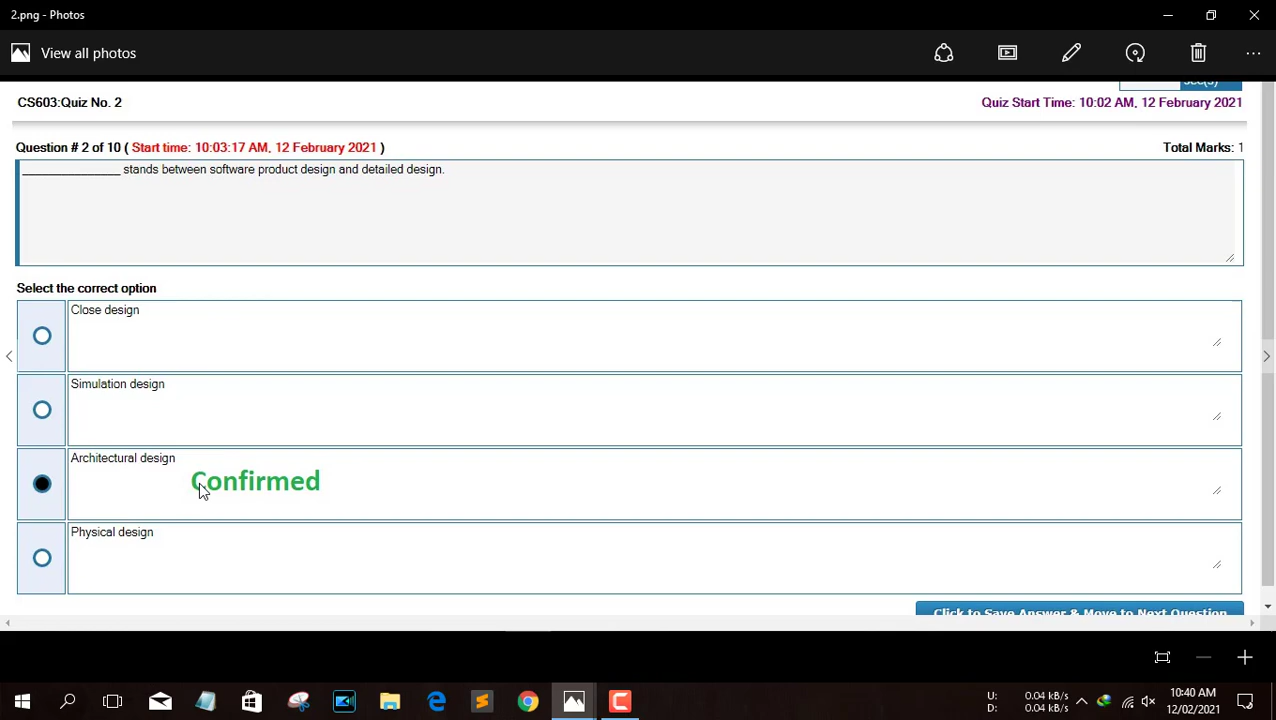 2.png - Photos
View all photos
sec(s)
CS603:Quiz No. 2
Quiz Start Time: 10:02 AM, 12 February 2021
Question # 2 of 10 ( Start time: 10:03:17 AM, 12 February 2021 )
Total Marks: 1
________________ stands between software product design and detailed design.
Select the correct option
Close design
Simulation design
Architectural design
Confirmed
Physical design
Click to Save Answer & Move to Next Question
U: 0.04 kB/s
D: 0.04 kB/s
10:40 AM
12/02/2021